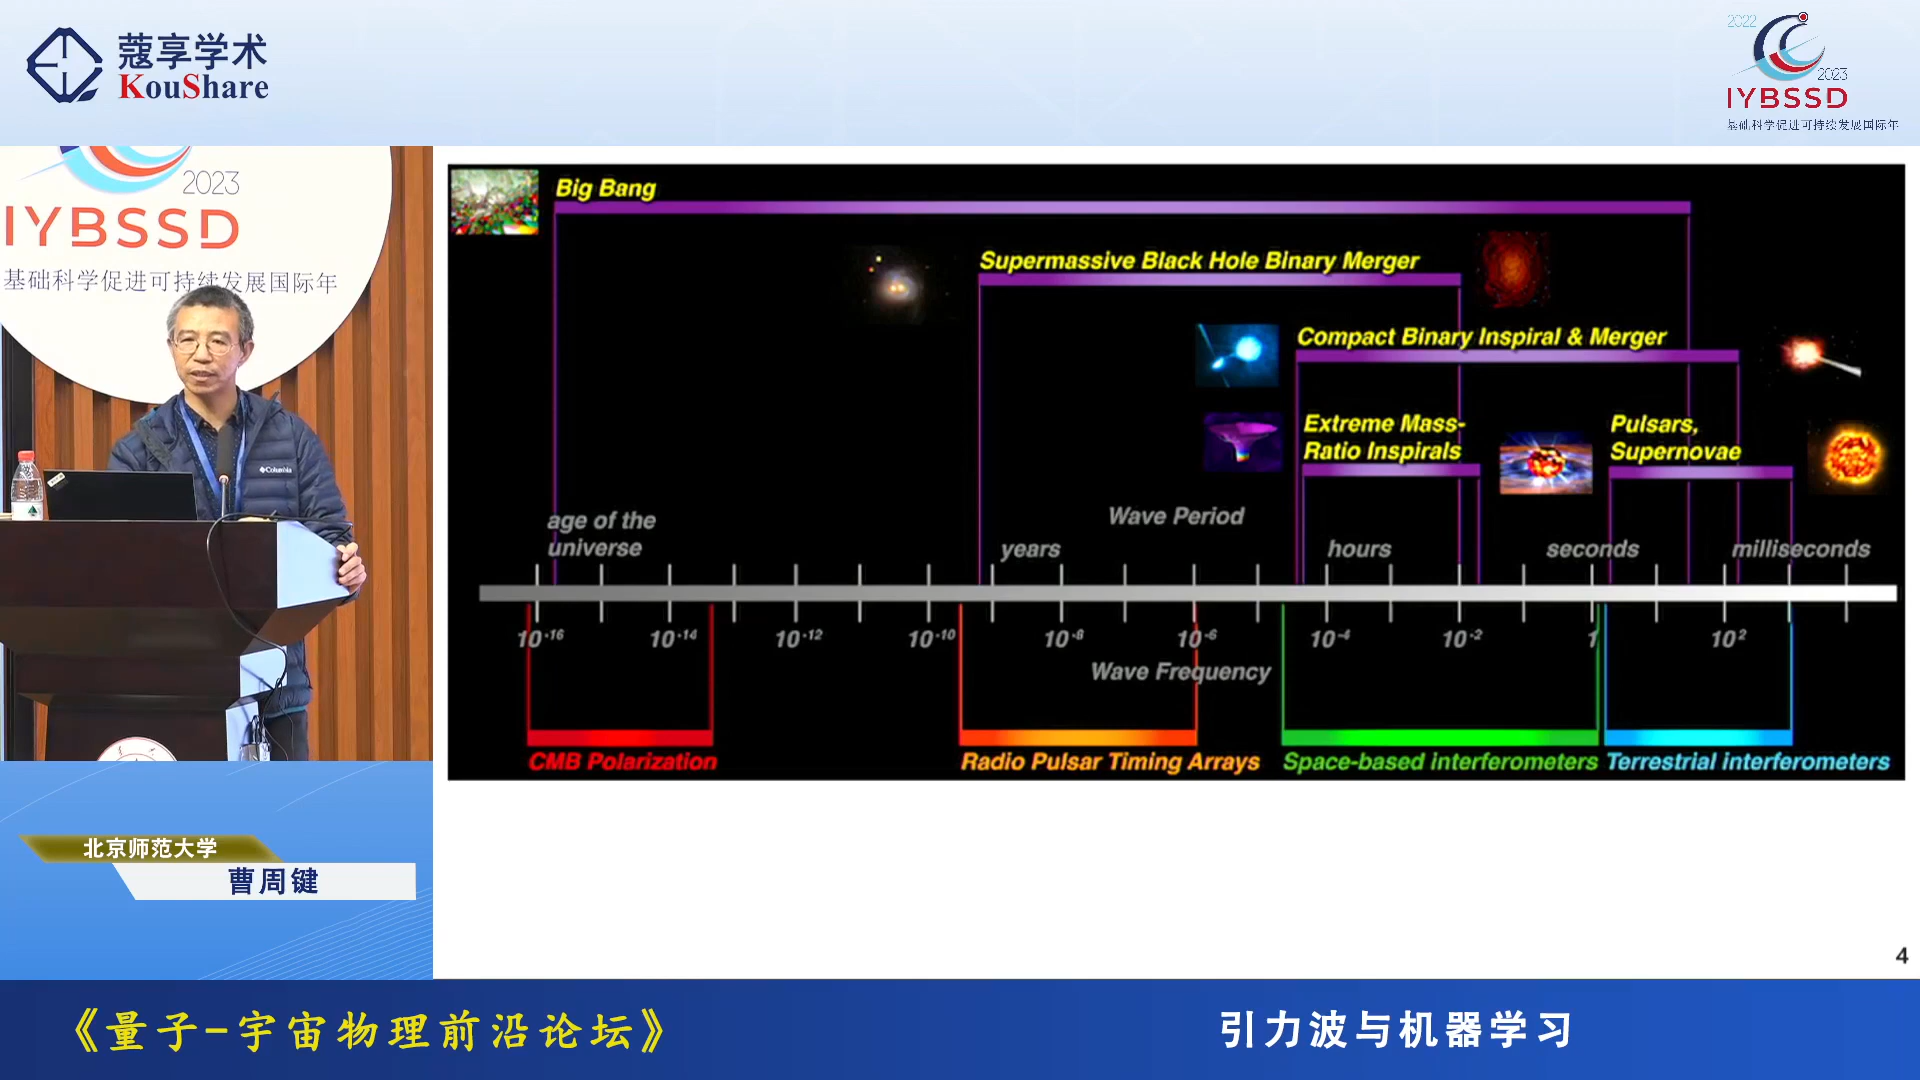 蔻享学术
KouShare
2022
2023
IYBSSD
基础科学促进可持续发展国际年
2023
IYBSSD
基础科学促进可持续发展国际年
Columbia
Big Bang
Supermassive Black Hole Binary Merger
Compact Binary Inspiral & Merger
Extreme Mass-
Ratio Inspirals
Pulsars,
Supernovae
age of the
universe
Wave Period
years
hours
seconds
milliseconds
10⁻¹⁶ 10⁻¹⁴ 10⁻¹² 10⁻¹⁰ 10⁻⁸ 10⁻⁶ 10⁻⁴ 10⁻² 1 10²
Wave Frequency
CMB Polarization
Radio Pulsar Timing Arrays
Space-based interferometers
Terrestrial interferometers
4
北京师范大学
曹周键
《量子-宇宙物理前沿论坛》
引力波与机器学习